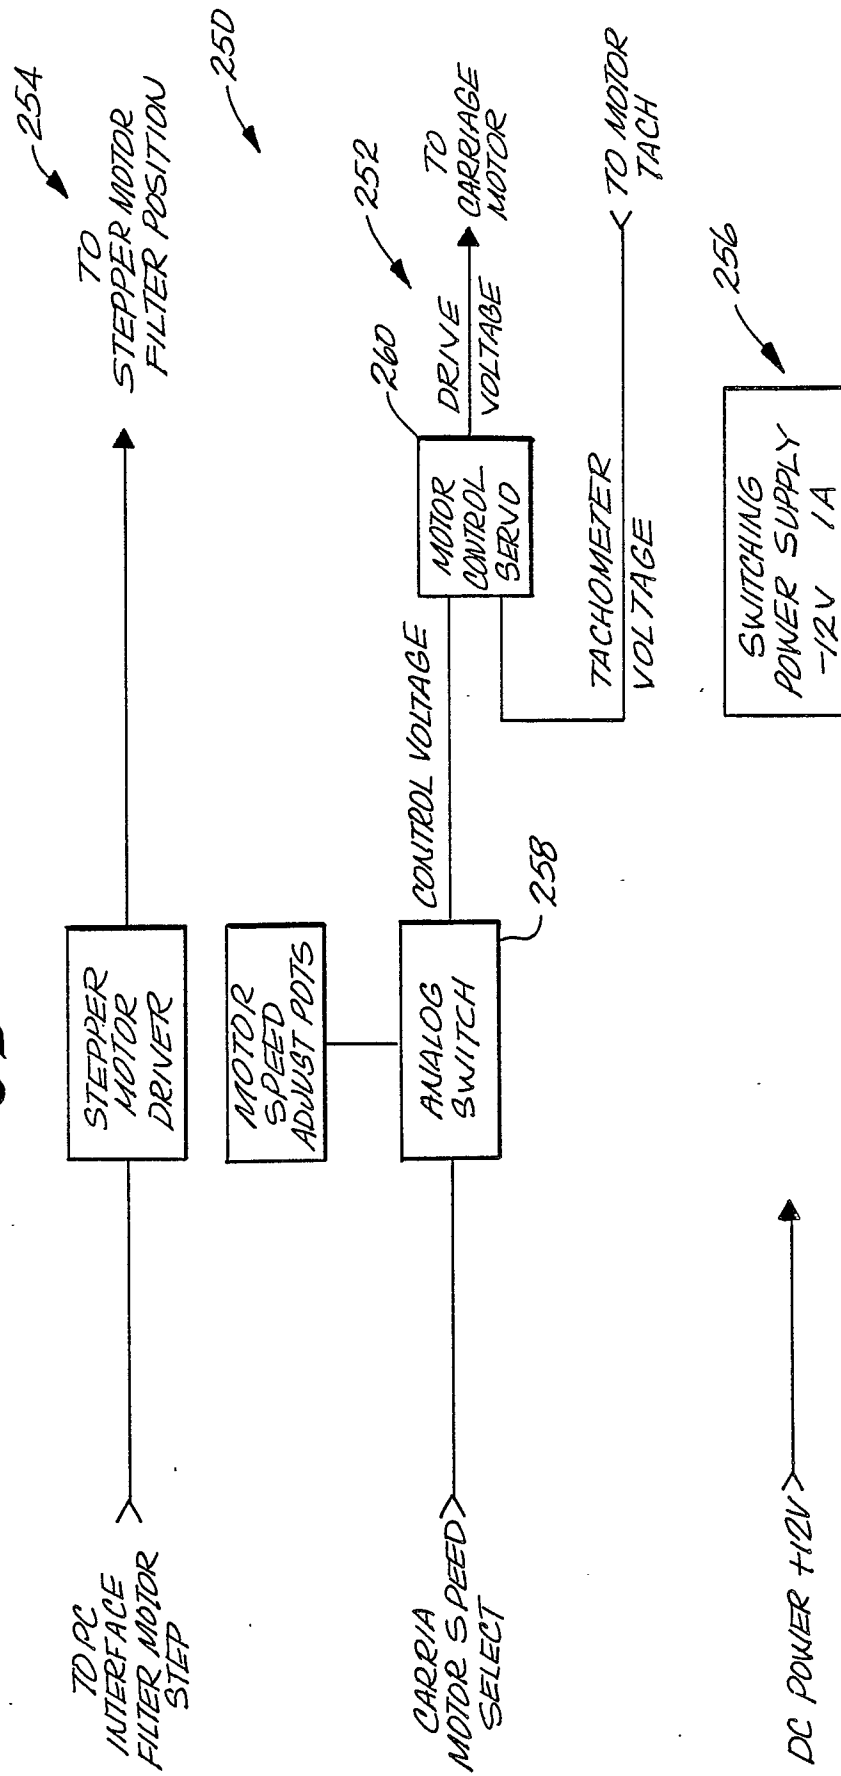 TO PC
INTERFACE
FILTER MOTOR
STEP
STEPPER
MOTOR
DRIVER
TO
STEPPER MOTOR
FILTER POSITION
254
250
MOTOR
SPEED
ADJUST POTS
CARRIA
MOTOR SPEED
SELECT
ANALOG
SWITCH
258
CONTROL VOLTAGE
MOTOR
CONTROL
SERVO
260
DRIVE
VOLTAGE
252
TO
CARRIAGE
MOTOR
TACHOMETER
VOLTAGE
TO MOTOR
TACH
DC POWER +12V
SWITCHING
POWER SUPPLY
-12V 1A
256